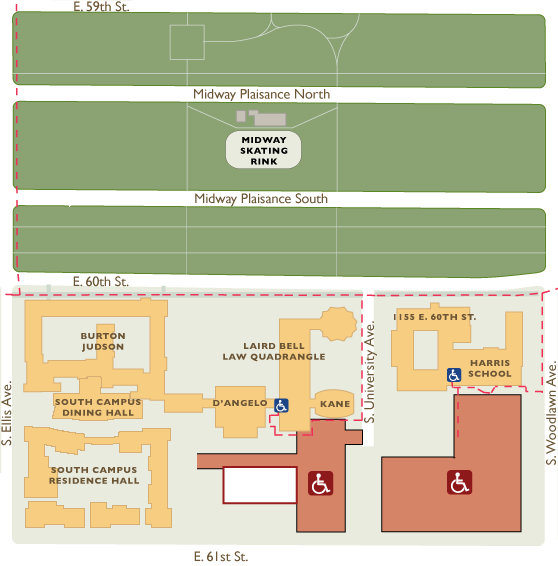 E. 59th St.
Midway Plaisance North
MIDWAY
SKATING
RINK
Midway Plaisance South
E. 60th St.
BURTON
JUDSON
LAIRD BELL
LAW QUADRANGLE
1155 E. 60TH ST.
HARRIS
SCHOOL
SOUTH CAMPUS
DINING HALL
D'ANGELO
KANE
SOUTH CAMPUS
RESIDENCE HALL
S. Ellis Ave.
S. University Ave.
S. Woodlawn Ave.
E. 61st St.